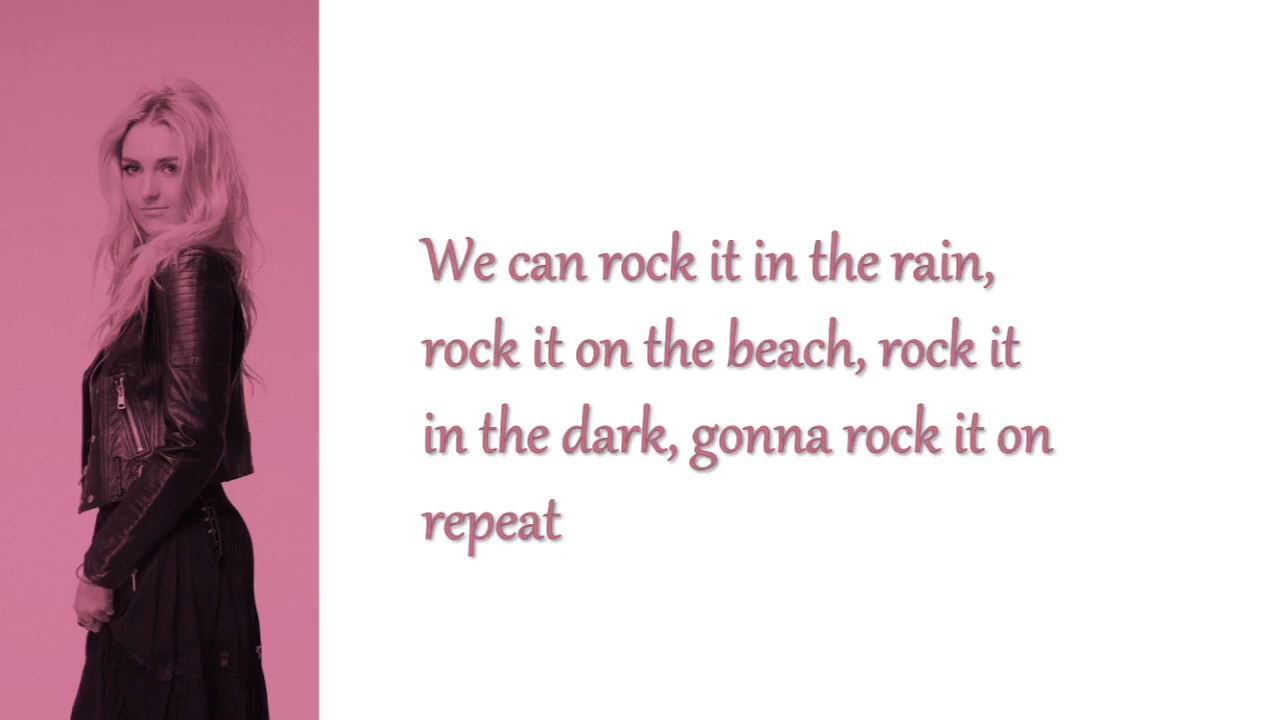 We can rock it in the rain,
rock it on the beach, rock it
in the dark, gonna rock it on
repeat